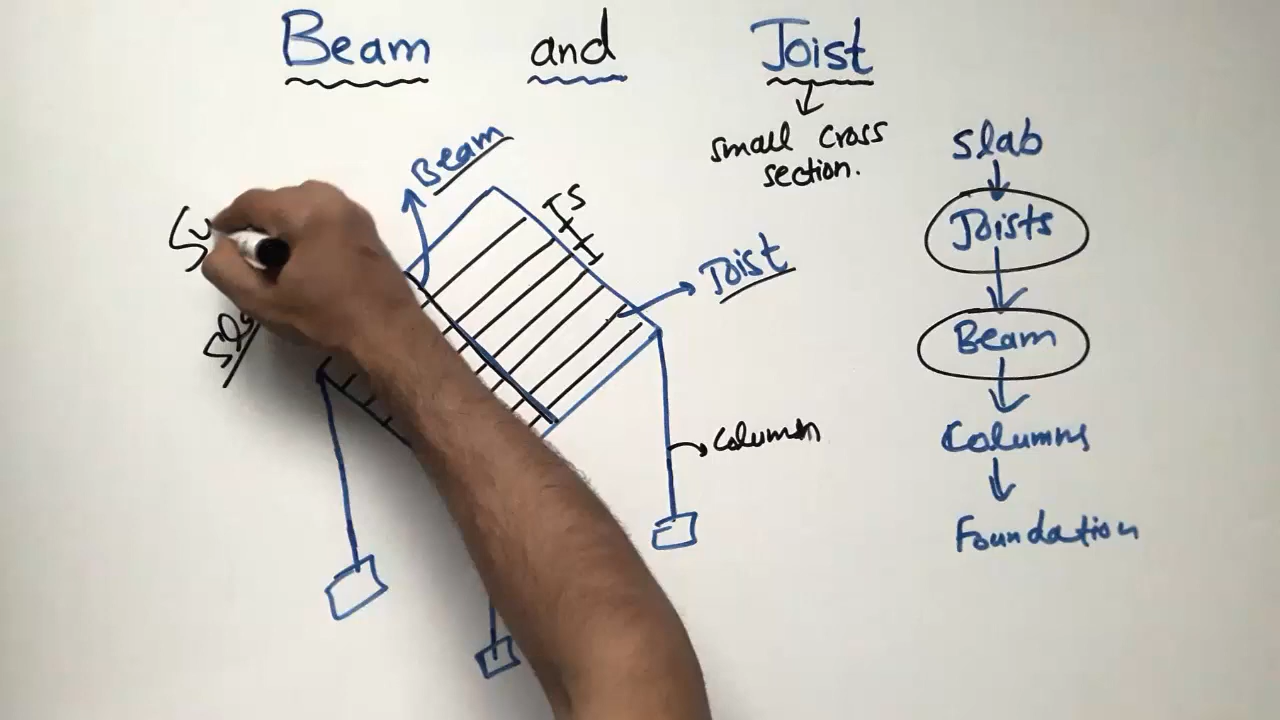 Beam and Joist
small cross
section.
Beam
Joist
Column
slab
Joists
Beam
Columns
Foundation